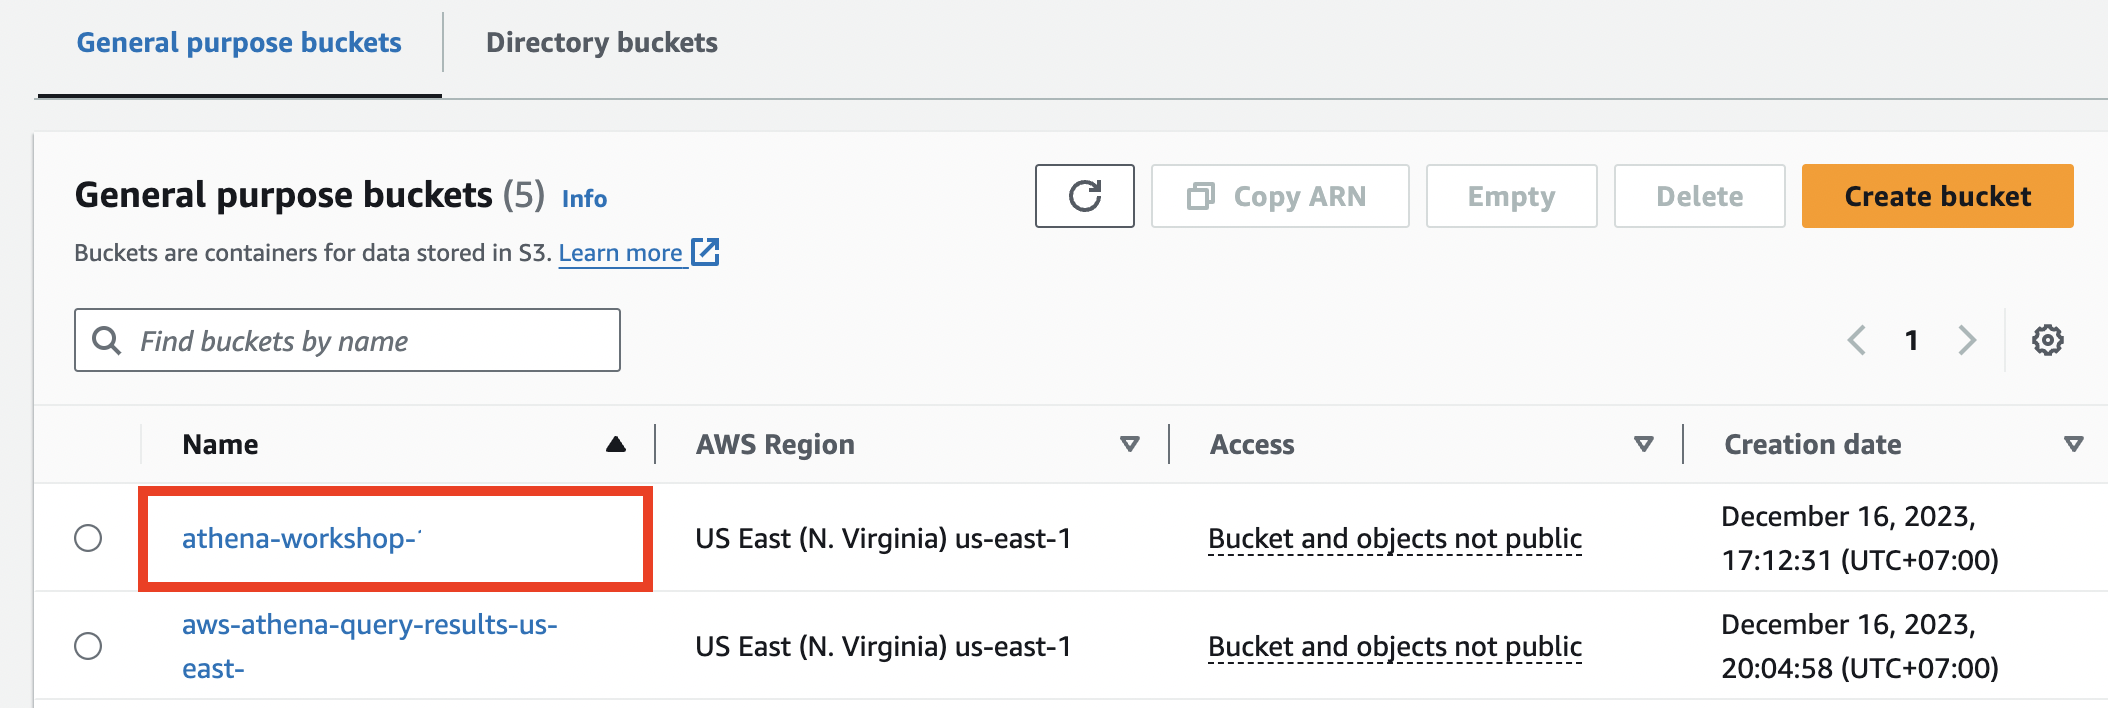 General purpose buckets
Directory buckets
General purpose buckets (5) Info
Copy ARN
Empty
Delete
Create bucket
Buckets are containers for data stored in S3. Learn more
Find buckets by name
1
Name
AWS Region
Access
Creation date
athena-workshop-
US East (N. Virginia) us-east-1
Bucket and objects not public
December 16, 2023,
17:12:31 (UTC+07:00)
aws-athena-query-results-us-
east-
US East (N. Virginia) us-east-1
Bucket and objects not public
December 16, 2023,
20:04:58 (UTC+07:00)